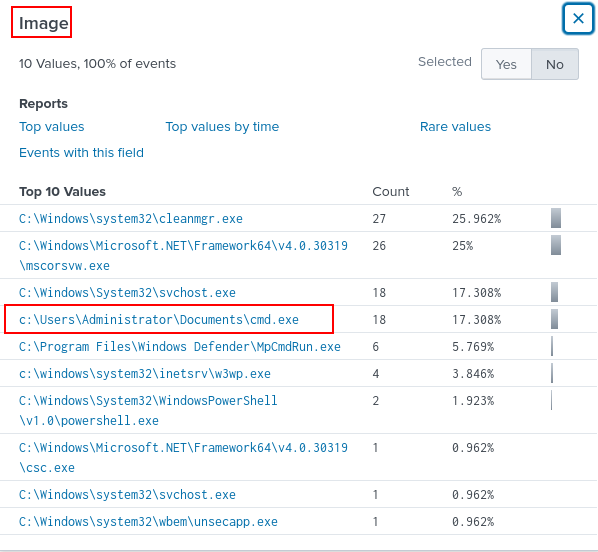 Image
10 Values, 100% of events
Selected Yes No
Reports
Top values Top values by time Rare values
Events with this field
Top 10 Values Count %
C:\Windows\system32\cleanmgr.exe 27 25.962%
C:\Windows\Microsoft.NET\Framework64\v4.0.30319 26 25%
\mscorsvw.exe
C:\Windows\System32\svchost.exe 18 17.308%
c:\Users\Administrator\Documents\cmd.exe 18 17.308%
C:\Program Files\Windows Defender\MpCmdRun.exe 6 5.769%
c:\windows\system32\inetsrv\w3wp.exe 4 3.846%
C:\Windows\System32\WindowsPowerShell 2 1.923%
\v1.0\powershell.exe
C:\Windows\Microsoft.NET\Framework64\v4.0.30319 1 0.962%
\csc.exe
C:\Windows\system32\svchost.exe 1 0.962%
C:\Windows\system32\wbem\unsecapp.exe 1 0.962%